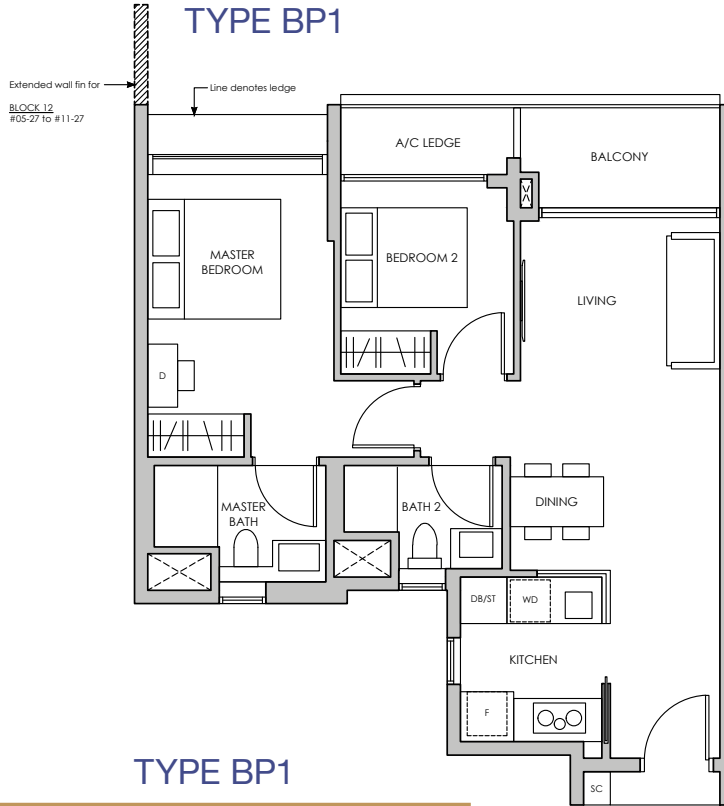 TYPE BP1
Extended wall fin for
BLOCK 12
#05-27 to #11-27
Line denotes ledge
A/C LEDGE
BALCONY
MASTER
BEDROOM
BEDROOM 2
LIVING
D
MASTER
BATH
BATH 2
DINING
DB/ST
WD
KITCHEN
F
TYPE BP1
SC